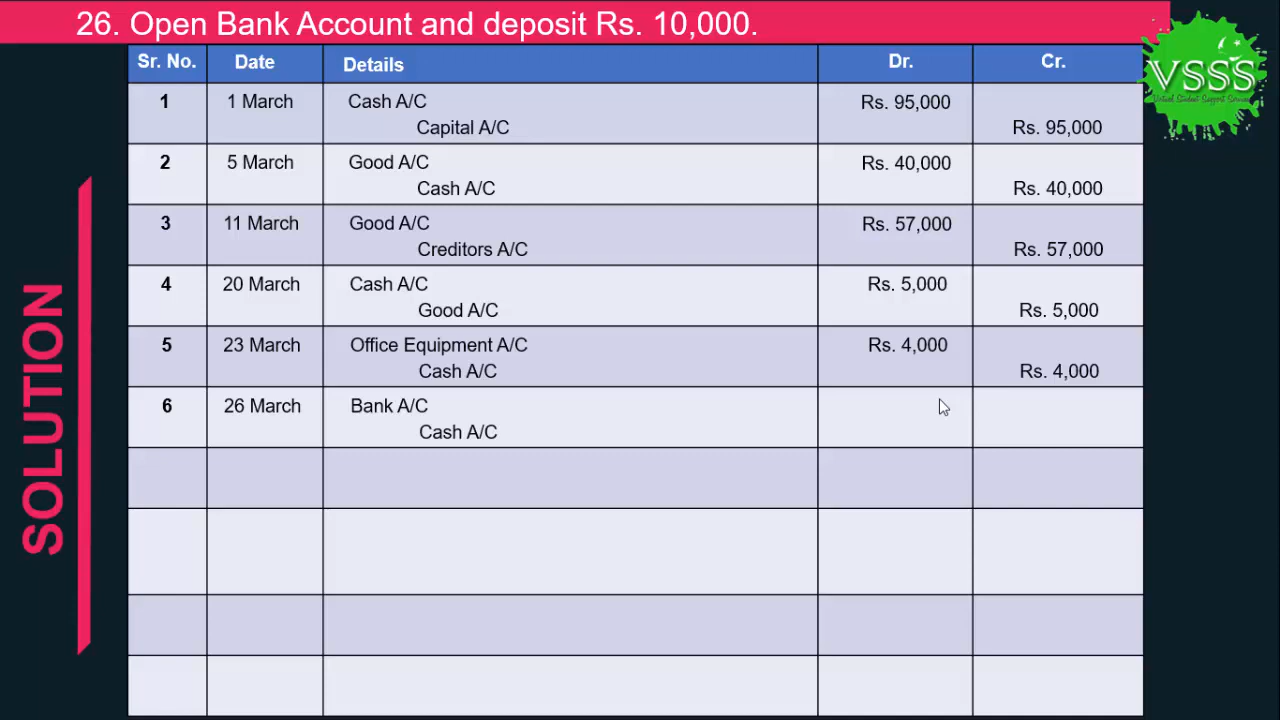 26. Open Bank Account and deposit Rs. 10,000.
VSSS
Virtual Student Support Services
Sr. No. Date Details Dr. Cr.
1 1 March Cash A/C Rs. 95,000
Capital A/C Rs. 95,000
2 5 March Good A/C Rs. 40,000
Cash A/C Rs. 40,000
3 11 March Good A/C Rs. 57,000
Creditors A/C Rs. 57,000
4 20 March Cash A/C Rs. 5,000
Good A/C Rs. 5,000
5 23 March Office Equipment A/C Rs. 4,000
Cash A/C Rs. 4,000
6 26 March Bank A/C
Cash A/C
SOLUTION